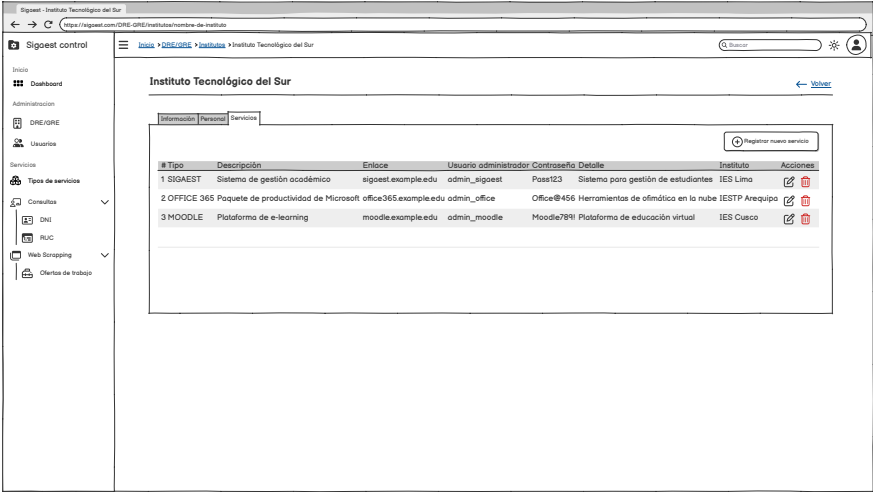 Sigaest - Instituto Tecnológico del Sur
https://sigaest.com/DRE-GRE/institutos/nombre-de-instituto
Sigaest control
Inicio > DRE/GRE > Institutos > Instituto Tecnológico del Sur
Buscar
Inicio
Dashboard
Administracion
DRE/GRE
Usuarios
Servicios
Tipos de servicios
Consultas
DNI
RUC
Web Scrapping
Ofertas de trabajo
Instituto Tecnológico del Sur
Volver
Información Personal Servicios
Registrar nuevo servicio
# Tipo Descripción Enlace Usuario administrador Contraseña Detalle Instituto Acciones
1 SIGAEST Sistema de gestión académico sigaest.example.edu admin_sigaest Pass123 Sistema para gestión de estudiantes IES Lima
2 OFFICE 365 Paquete de productividad de Microsoft office365.example.edu admin_office Office@456 Herramientas de ofimática en la nube IESTP Arequipa
3 MOODLE Plataforma de e-learning moodle.example.edu admin_moodle Moodle789! Plataforma de educación virtual IES Cusco